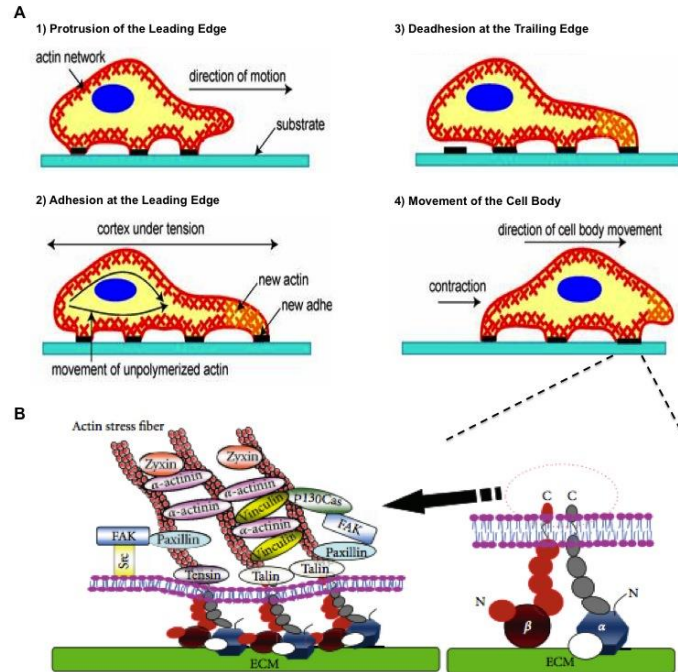 A
1) Protrusion of the Leading Edge
actin network
direction of motion
substrate
3) Deadhesion at the Trailing Edge
2) Adhesion at the Leading Edge
cortex under tension
new actin
new adhe
movement of unpolymerized actin
4) Movement of the Cell Body
direction of cell body movement
contraction
B
Actin stress fiber
Zyxin
Zyxin
α-actinin
α-actinin
α-actinin
Vinculin
P130Cas
α-actinin
FAK
FAK
Paxillin
Vinculin
Paxillin
Src
Tensin
Talin
Talin
ECM
C
C
N
N
β
α
ECM